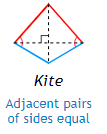 Kite
Adjacent pairs
of sides equal